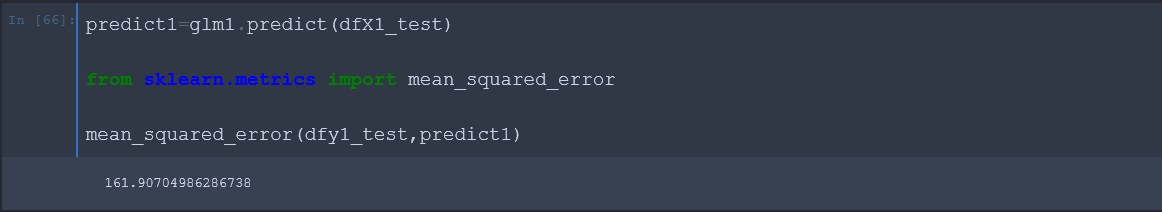 In [66]:
predict1=glm1.predict(dfX1_test)
from sklearn.metrics import mean_squared_error
mean_squared_error(dfy1_test,predict1)
161.90704986286738